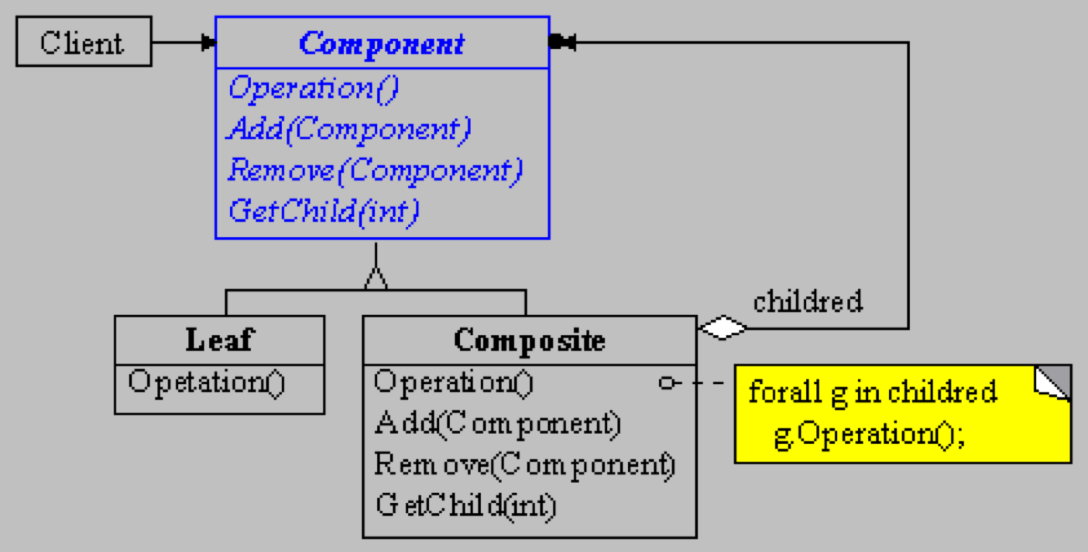 Client
Component
Operation()
Add(Component)
Remove(Component)
GetChild(int)
childred
Leaf
Opetation()
Composite
Operation()
Add(Component)
Remove(Component)
GetChild(int)
forall g in childred
g.Operation();